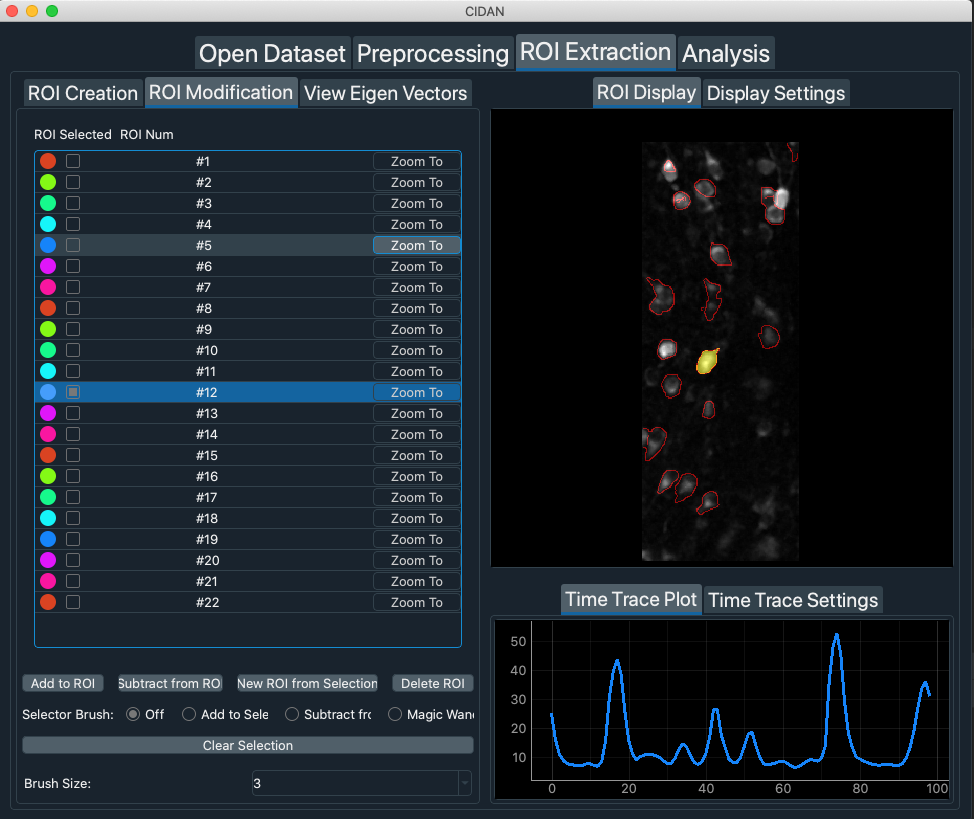 CIDAN
Open Dataset Preprocessing ROI Extraction Analysis
ROI Creation ROI Modification View Eigen Vectors
ROI Display Display Settings
ROI Selected ROI Num
#1 Zoom To
#2 Zoom To
#3 Zoom To
#4 Zoom To
#5 Zoom To
#6 Zoom To
#7 Zoom To
#8 Zoom To
#9 Zoom To
#10 Zoom To
#11 Zoom To
#12 Zoom To
#13 Zoom To
#14 Zoom To
#15 Zoom To
#16 Zoom To
#17 Zoom To
#18 Zoom To
#19 Zoom To
#20 Zoom To
#21 Zoom To
#22 Zoom To
Add to ROI Subtract from RO New ROI from Selection Delete ROI
Selector Brush: Off Add to Sele Subtract fr Magic Wan
Clear Selection
Brush Size: 3
Time Trace Plot Time Trace Settings
50
40
30
20
10
0 20 40 60 80 100